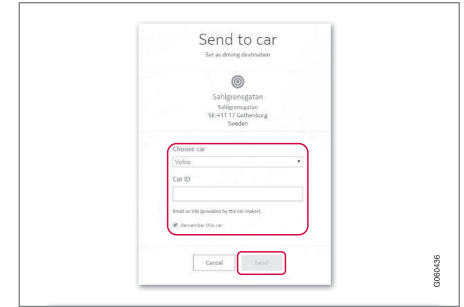 Send to car
Set as driving destination
Sahlgrensgatan
Sahlgrensgatan
SE-411 17 Gothenburg
Sweden
Choose car
Volvo
Car ID
Email or VIN (provided by the car maker).
Remember this car
Cancel
Send
G060436